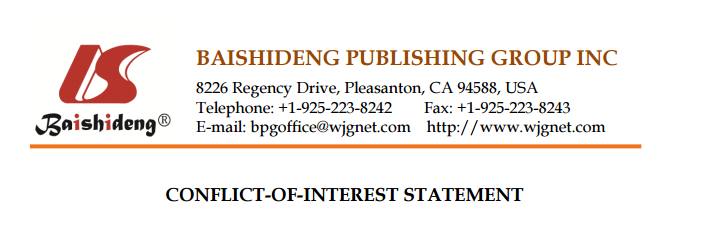 BAISHIDENG PUBLISHING GROUP INC
8226 Regency Drive, Pleasanton, CA 94588, USA
Telephone: +1-925-223-8242 Fax: +1-925-223-8243
E-mail: bpgoffice@wjgnet.com http://www.wjgnet.com
Baishideng®
CONFLICT-OF-INTEREST STATEMENT